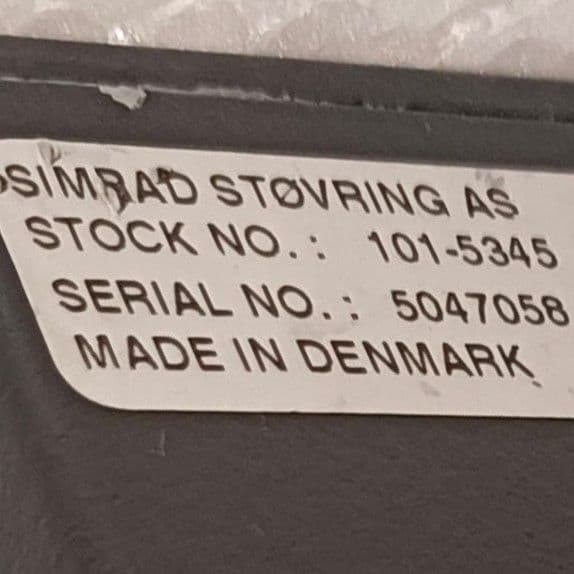 SIMRAD STØVRING AS
STOCK NO.: 101-5345
SERIAL NO.: 5047058
MADE IN DENMARK